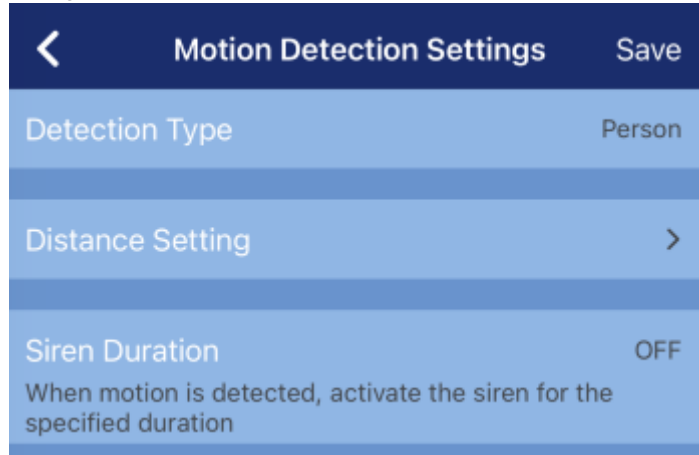 Motion Detection Settings Save
Detection Type Person
Distance Setting
Siren Duration OFF
When motion is detected, activate the siren for the
specified duration